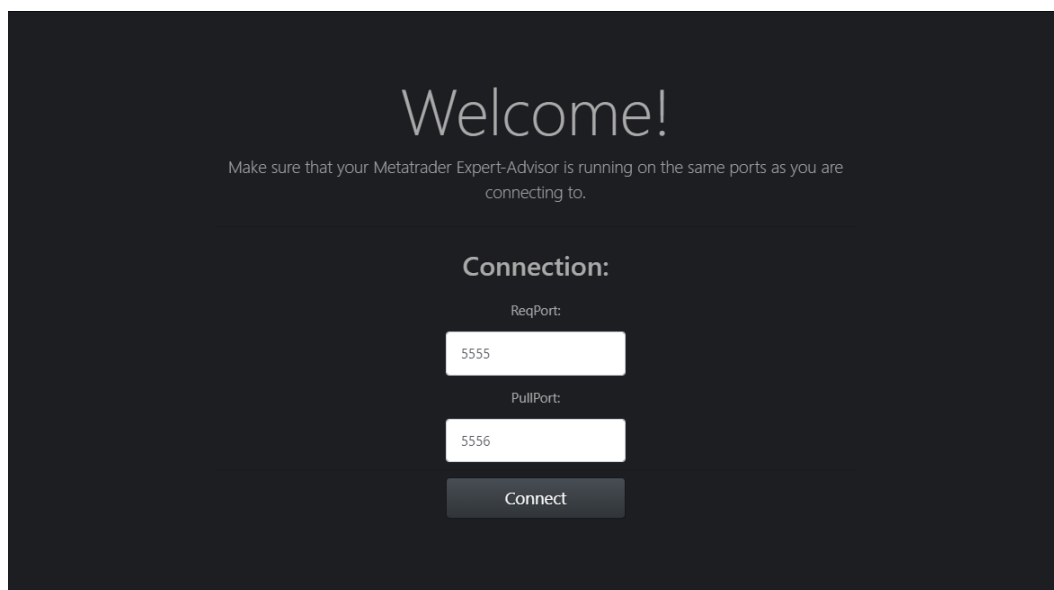 Welcome!
Make sure that your Metatrader Expert-Advisor is running on the same ports as you are
connecting to.
Connection:
ReqPort:
5555
PullPort:
5556
Connect